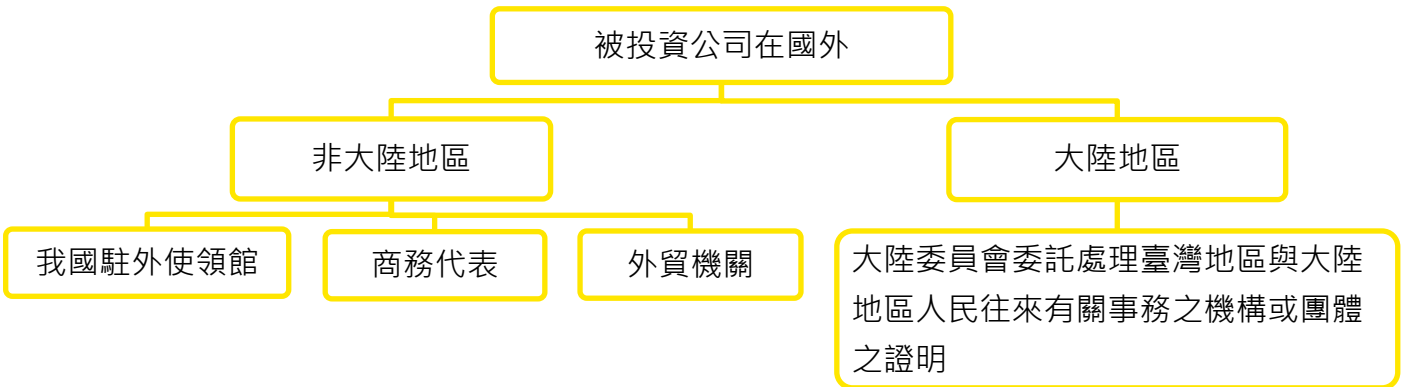 被投資公司在國外
非大陸地區
大陸地區
我國駐外使領館
商務代表
外貿機關
大陸委員會委託處理臺灣地區與大陸
地區人民往來有關事務之機構或團體
之證明